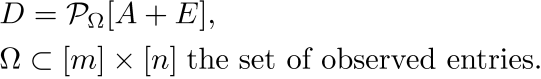 D = 𝒫_Ω[A + E],
Ω ⊂ [m] × [n] the set of observed entries.